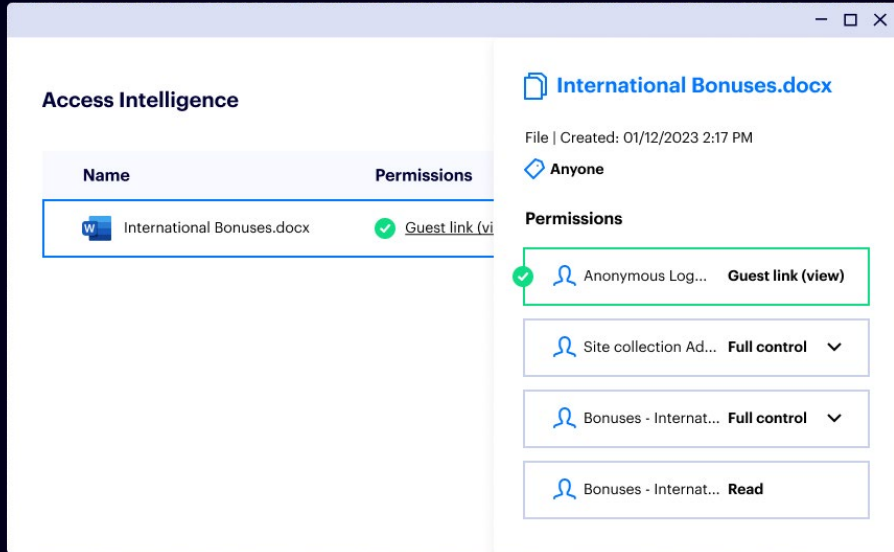 Access Intelligence
Name Permissions
W International Bonuses.docx Guest link (vi
International Bonuses.docx
File | Created: 01/12/2023 2:17 PM
Anyone
Permissions
Anonymous Log... Guest link (view)
Site collection Ad... Full control
Bonuses - Internat... Full control
Bonuses - Internat... Read